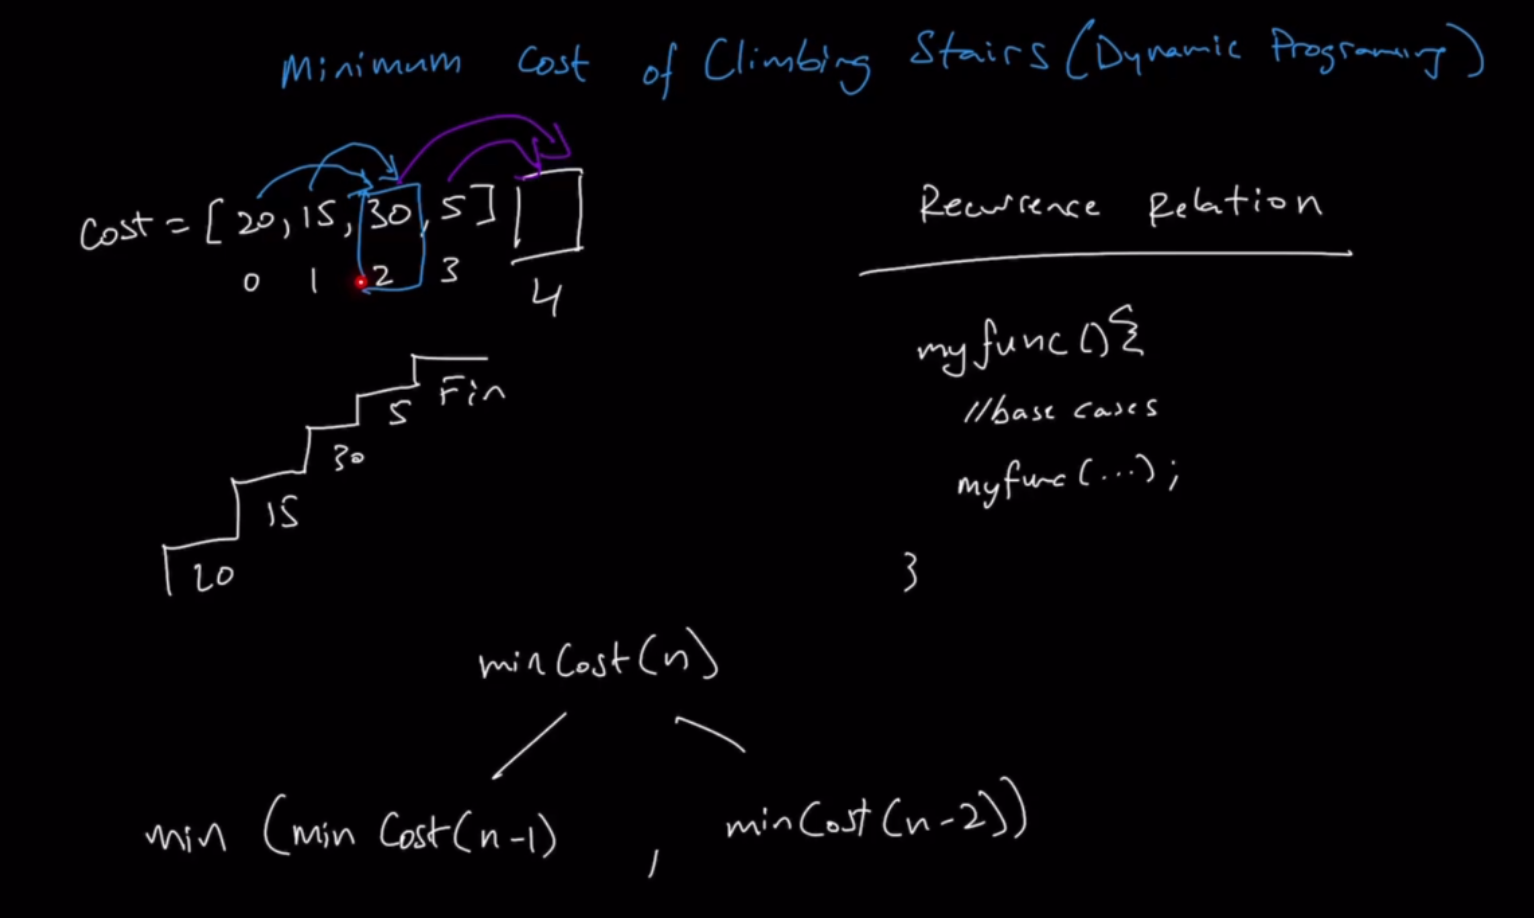 Minimum Cost of Climbing Stairs (Dynamic Programing)
Cost = [20, 15, 30, 5]
0 1 2 3 4
Recurrence Relation
myfunc(){
//base cases
myfunc(...);
}
Fin
5
30
15
20
minCost(n)
min (min Cost(n-1) , minCost(n-2))